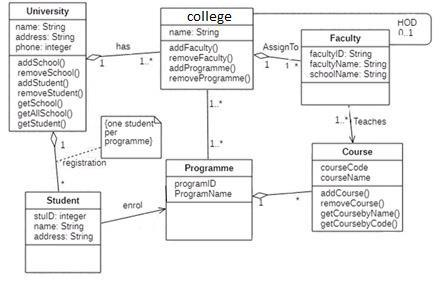 University
name: String
address: String
phone: integer
addSchool()
removeSchool()
addStudent()
removeStudent()
getSchool()
getAllSchool()
getStudent()
has
1
1..*
college
name: String
addFaculty()
removeFaculty()
addProgramme()
removeProgramme()
AssignTo
1
1..*
HOD
0..1
Faculty
facultyID: String
facultyName: String
schoolName: String
1..*
Teaches
1..*
1..*
1
registration
*
{one student
per
programme}
Student
stuID: integer
name: String
address: String
enrol
Programme
programID
ProgramName
1
*
Course
courseCode
courseName
addCourse()
removeCourse()
getCoursebyName()
getCoursebyCode()